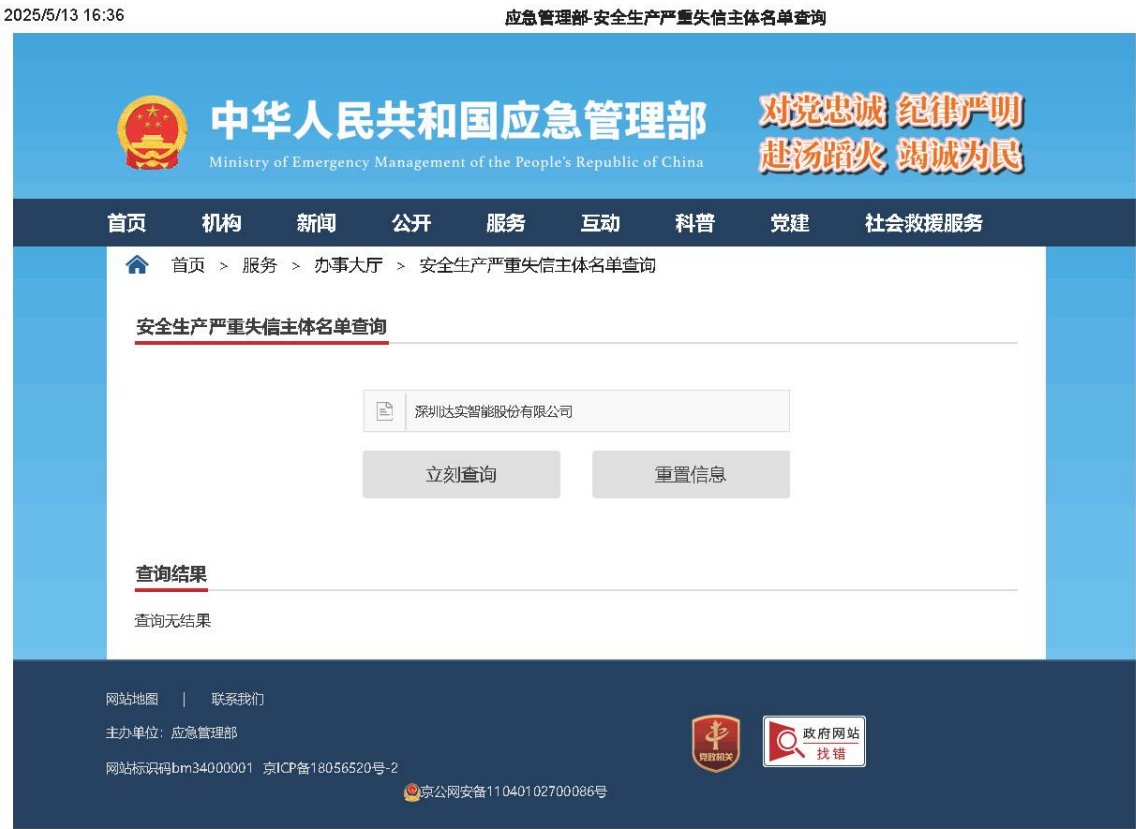 2025/5/13 16:36
应急管理部-安全生产严重失信主体名单查询
中华人民共和国应急管理部
Ministry of Emergency Management of the People's Republic of China
对党忠诚 纪律严明
赴汤蹈火 竭诚为民
首页 机构 新闻 公开 服务 互动 科普 党建 社会救援服务
首页 > 服务 > 办事大厅 > 安全生产严重失信主体名单查询
安全生产严重失信主体名单查询
深圳达实智能股份有限公司
立刻查询 重置信息
查询结果
查询无结果
网站地图 | 联系我们
主办单位：应急管理部
网站标识码bm34000001 京ICP备18056520号-2
京公网安备11040102700086号
党政机关
政府网站
找错